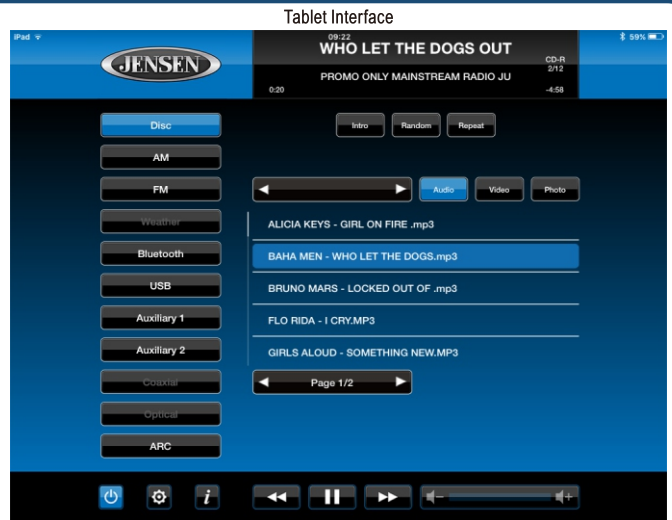 Tablet Interface
iPad
09:22
59%
JENSEN
WHO LET THE DOGS OUT
CD-R
2/12
PROMO ONLY MAINSTREAM RADIO JU
0:20
-4:58
Disc
Intro Random Repeat
AM
FM
Audio Video Photo
Weather
ALICIA KEYS - GIRL ON FIRE .mp3
Bluetooth
BAHA MEN - WHO LET THE DOGS.mp3
USB
BRUNO MARS - LOCKED OUT OF .mp3
Auxiliary 1
FLO RIDA - I CRY.MP3
Auxiliary 2
GIRLS ALOUD - SOMETHING NEW.MP3
Coaxial
Page 1/2
Optical
ARC
i
- +